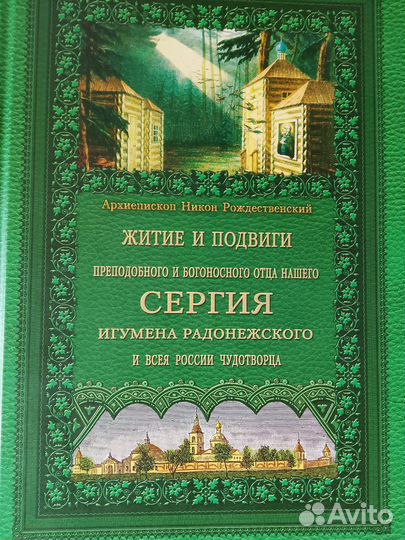 Архиепископ Никон Рождественский
ЖИТИЕ И ПОДВИГИ
ПРЕПОДОБНОГО И БОГОНОСНОГО ОТЦА НАШЕГО
СЕРГИЯ
ИГУМЕНА РАДОНЕЖСКОГО
И ВСЕЯ РОССИИ ЧУДОТВОРЦА
Avito